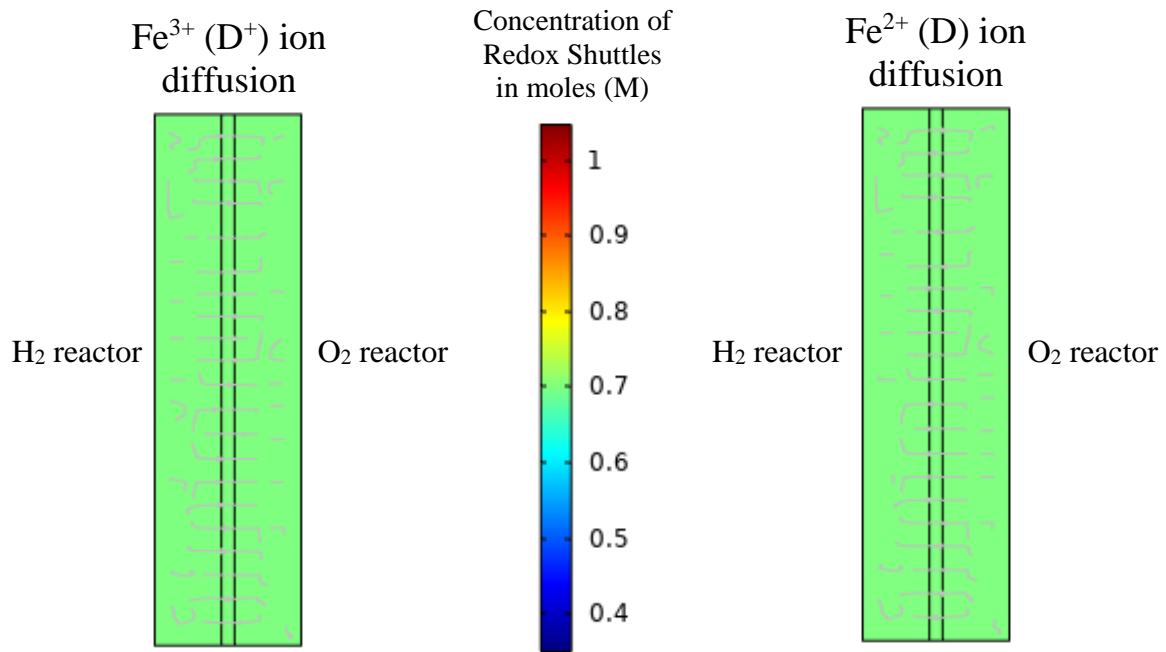 Fe³⁺ (D⁺) ion
diffusion
Concentration of
Redox Shuttles
in moles (M)
Fe²⁺ (D) ion
diffusion
1
0.9
0.8
0.7
0.6
0.5
0.4
H₂ reactor
O₂ reactor
H₂ reactor
O₂ reactor